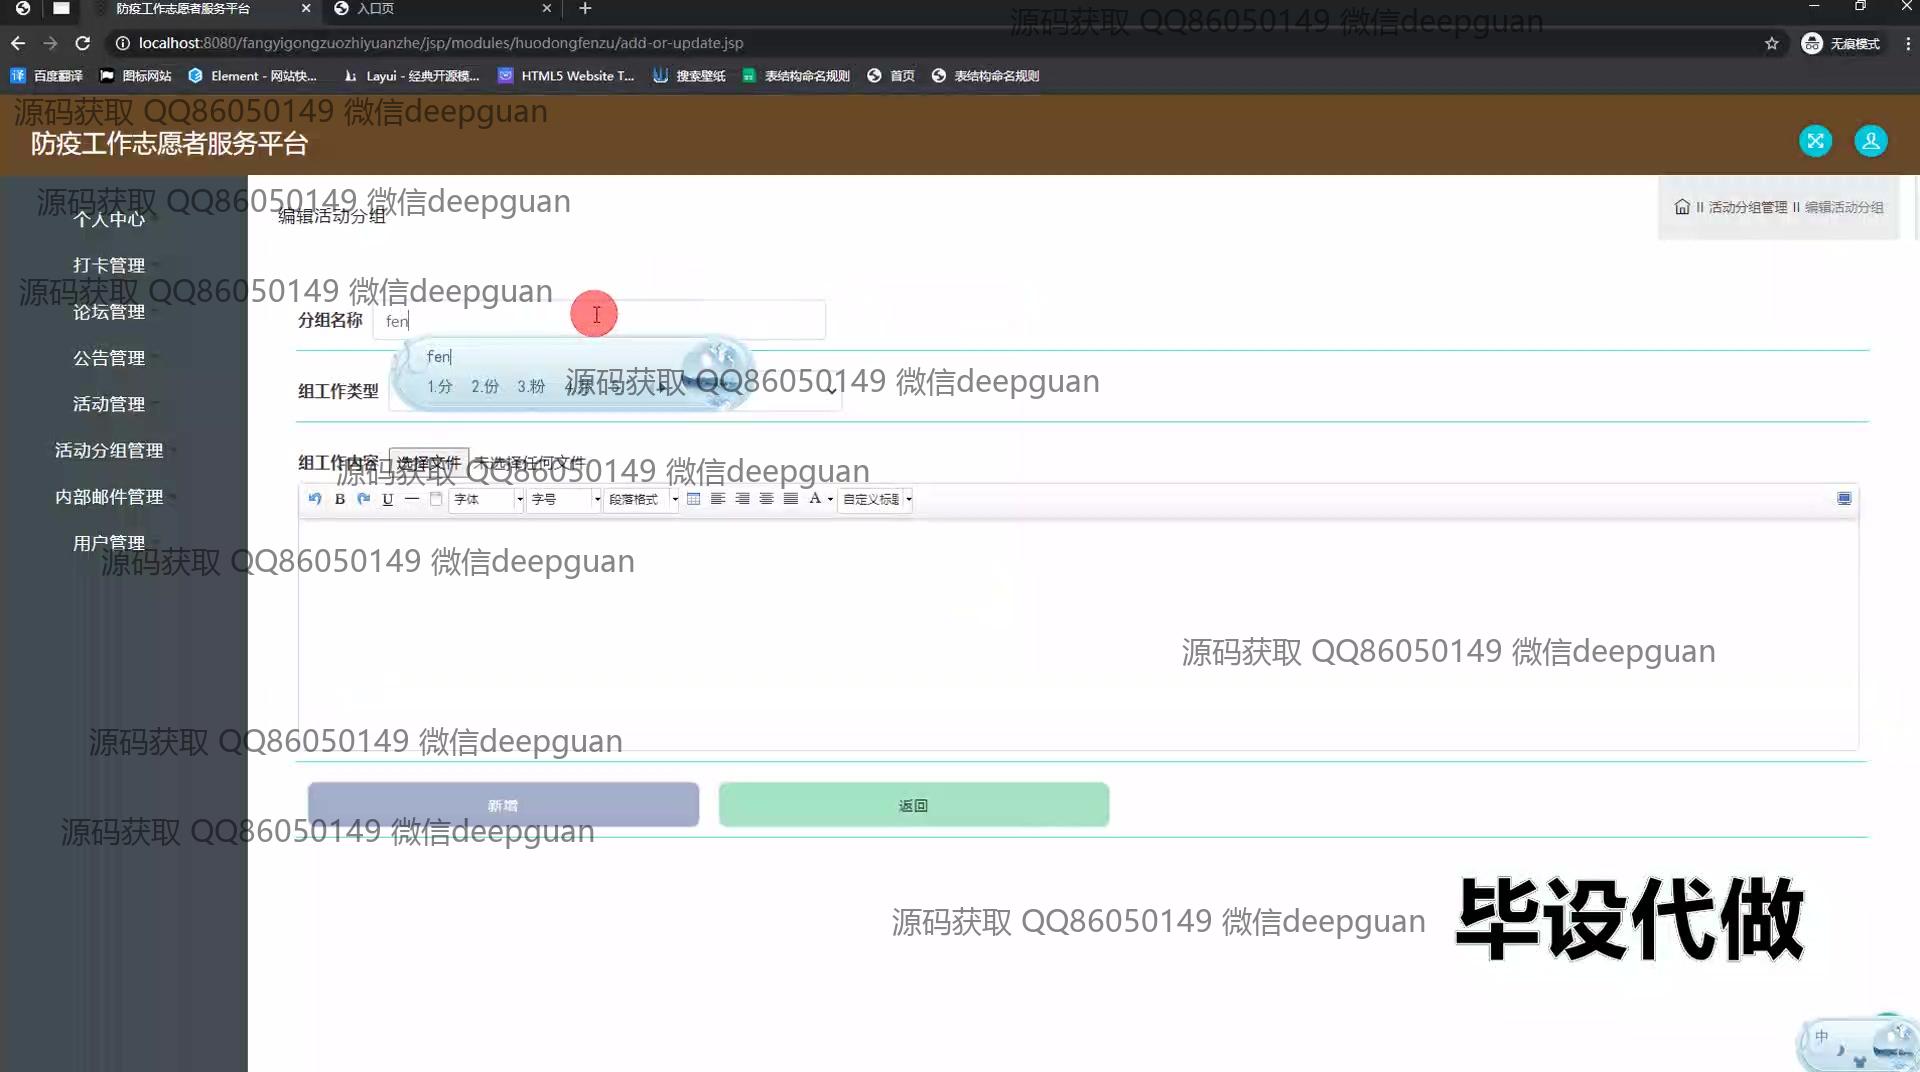 防疫工作志愿者服务平台
入口页
源码获取 QQ86050149 微信deepguan
localhost:8080/fangyigongzuozhiyuanzhe/jsp/modules/huodongfenzu/add-or-update.jsp
无痕模式
百度翻译 图标网站 Element - 网站快... Layui - 经典开源模... HTML5 Website T... 搜索壁纸 表结构命名规则 首页 表结构命名规则
源码获取 QQ86050149 微信deepguan
防疫工作志愿者服务平台
源码获取 QQ86050149 微信deepguan
个人中心
编辑活动分组
活动分组管理 编辑活动分组
打卡管理
源码获取 QQ86050149 微信deepguan
论坛管理
分组名称 fen
公告管理
fen
1.分 2.份 3.粉
源码获取 QQ86050149 微信deepguan
组工作类型
活动管理
活动分组管理
组工作内容 选择文件 未选择任何文件
源码获取 QQ86050149 微信deepguan
内部邮件管理
B U 字体 字号 段落格式 A 自定义标题
用户管理
源码获取 QQ86050149 微信deepguan
源码获取 QQ86050149 微信deepguan
源码获取 QQ86050149 微信deepguan
新增 返回
源码获取 QQ86050149 微信deepguan
源码获取 QQ86050149 微信deepguan
毕设代做
中